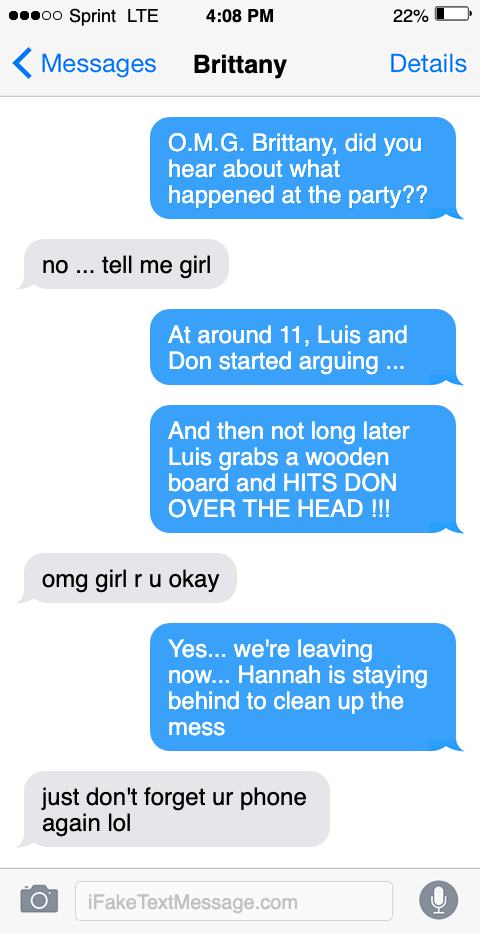 Sprint LTE 4:08 PM 22%
Messages Brittany Details
O.M.G. Brittany, did you
hear about what
happened at the party??
no ... tell me girl
At around 11, Luis and
Don started arguing ...
And then not long later
Luis grabs a wooden
board and HITS DON
OVER THE HEAD !!!
omg girl r u okay
Yes... we're leaving
now... Hannah is staying
behind to clean up the
mess
just don't forget ur phone
again lol
iFakeTextMessage.com